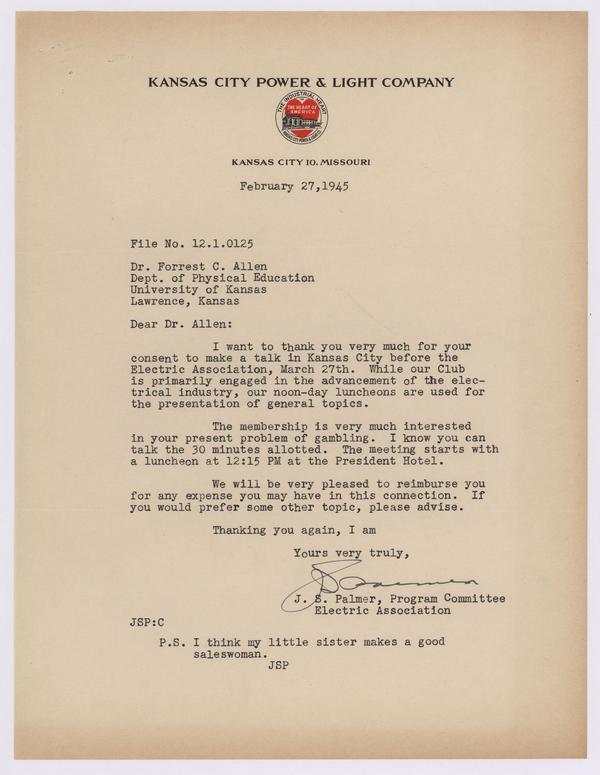 KANSAS CITY POWER & LIGHT COMPANY
THE INDUSTRIAL HEART
THE HEART OF
AMERICA
KANSAS CITY 10, MISSOURI
February 27,1945
File No. 12.1.0125
Dr. Forrest C. Allen
Dept. of Physical Education
University of Kansas
Lawrence, Kansas
Dear Dr. Allen:
I want to thank you very much for your
consent to make a talk in Kansas City before the
Electric Association, March 27th. While our Club
is primarily engaged in the advancement of the elec-
trical industry, our noon-day luncheons are used for
the presentation of general topics.
The membership is very much interested
in your present problem of gambling. I know you can
talk the 30 minutes allotted. The meeting starts with
a luncheon at 12:15 PM at the President Hotel.
We will be very pleased to reimburse you
for any expense you may have in this connection. If
you would prefer some other topic, please advise.
Thanking you again, I am
Yours very truly,
JSPalmer
J. S. Palmer, Program Committee
Electric Association
JSP:C
P.S. I think my little sister makes a good
saleswoman.
JSP